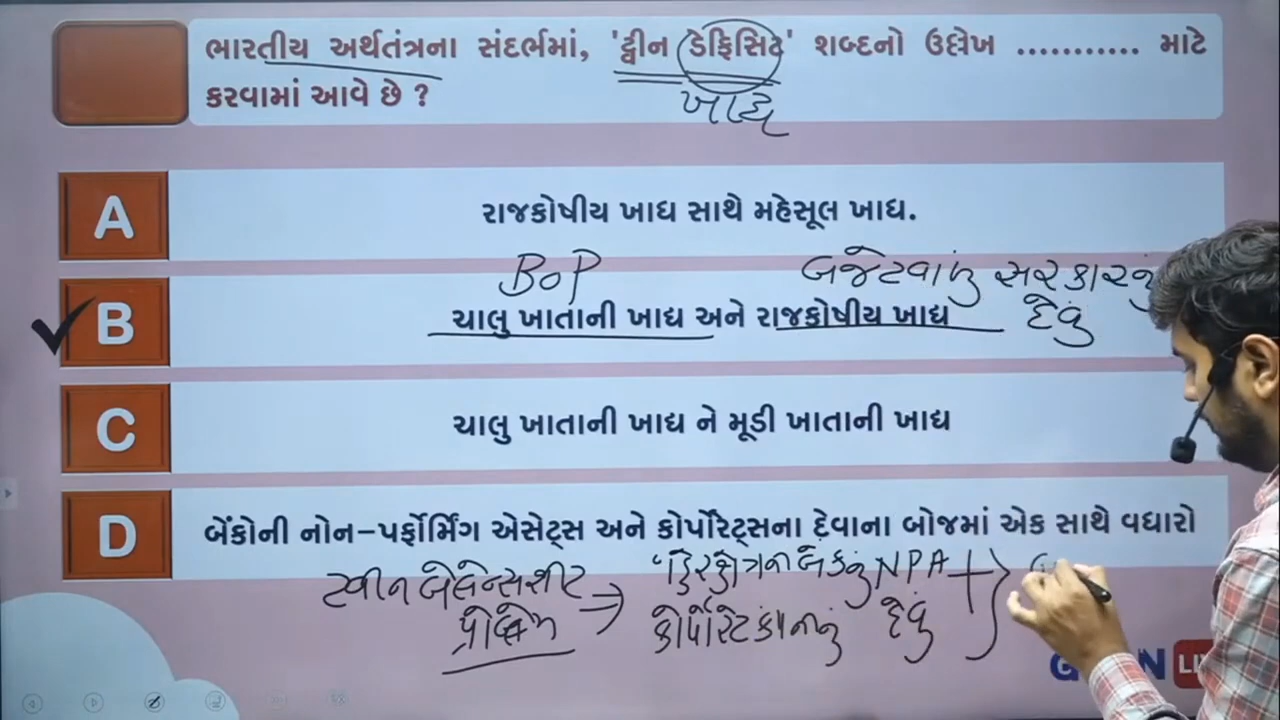 ભારતીય અર્થતંત્રના સંદર્ભમાં, 'ટ્વીન ડેફિસિટ' શબ્દનો ઉલ્લેખ ........... માટે
કરવામાં આવે છે ?
ખાદ્ય
A
રાજકોષીય ખાધ સાથે મહેસૂલ ખાધ.
BOP
બજેટવાળુ સરકારનું
દેવું
B
ચાલુ ખાતાની ખાધ અને રાજકોષીય ખાધ
C
ચાલુ ખાતાની ખાધ ને મૂડી ખાતાની ખાધ
D
બેંકોની નોન-પર્ફોર્મિંગ એસેટ્સ અને કોર્પોરેટ્સના દેવાના બોજમાં એક સાથે વધારો
ટ્વીન બેલેન્સશીટ
NPA +
કોર્પોરેટ કંપનીનું દેવું
LI